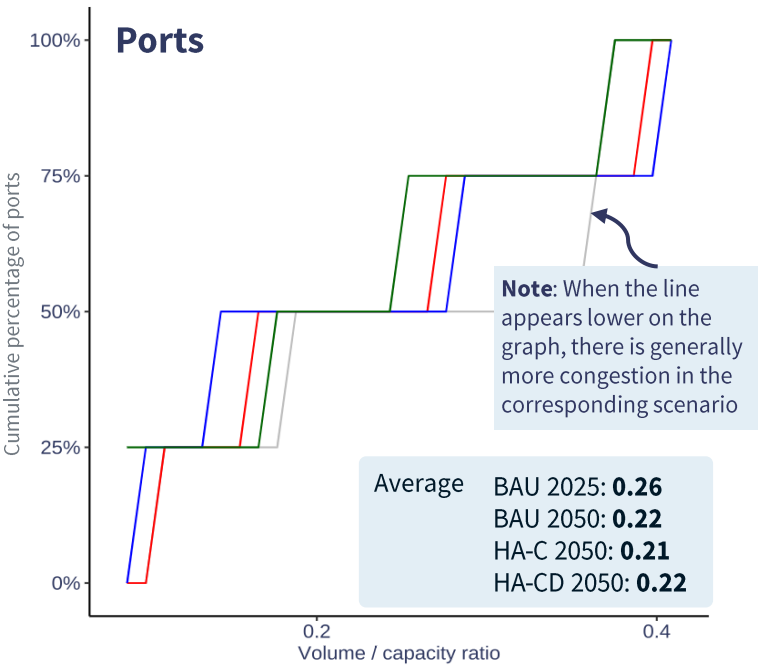 Ports
Cumulative percentage of ports
100%
75%
50%
25%
0%
Note: When the line
appears lower on the
graph, there is generally
more congestion in the
corresponding scenario
Average
BAU 2025: 0.26
BAU 2050: 0.22
HA-C 2050: 0.21
HA-CD 2050: 0.22
0.2
0.4
Volume / capacity ratio